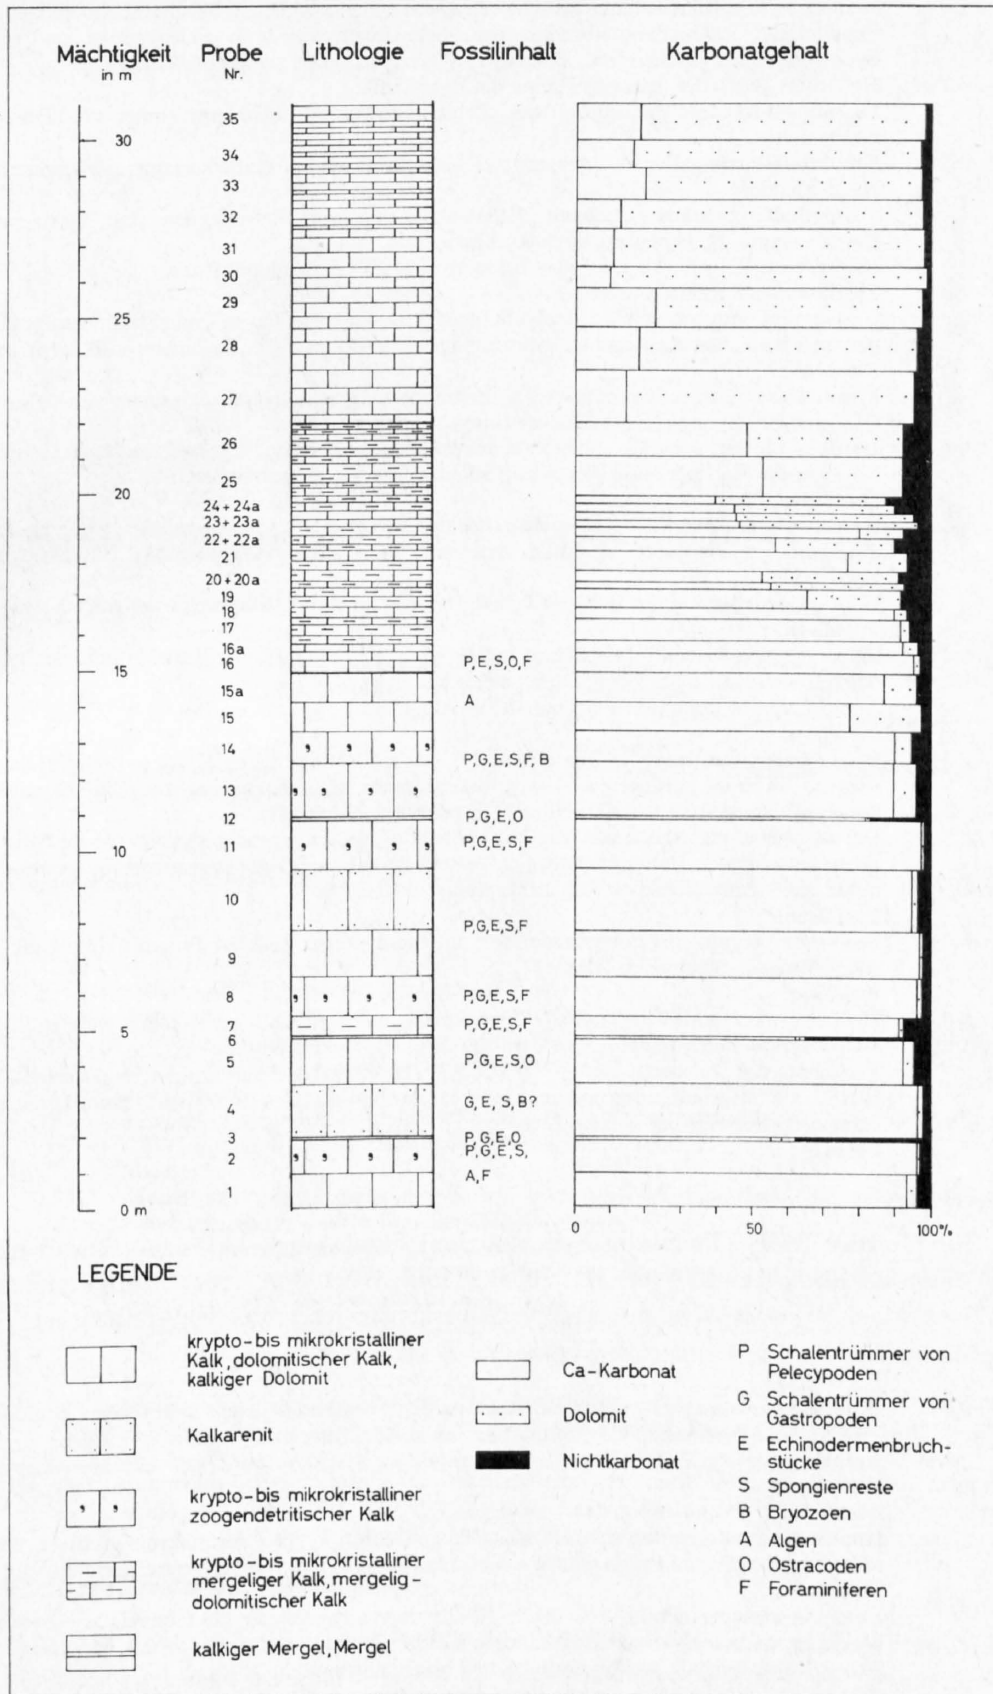 Mächtigkeit Probe Lithologie Fossilinhalt Karbonatgehalt
in m Nr.
35
30
34
33
32
31
30
29
25
28
27
26
25
20
24 + 24a
23 + 23a
22 + 22a
21
20 + 20a
19
18
17
16a
15 16 P,E,S,O,F
15a A
15
14 P,G,E,S,F,B
13
12 P,G,E,O
10 11 P,G,E,S,F
10 P,G,E,S,F
9
8 P,G,E,S,F
5 7 P,G,E,S,F
6
5 P,G,E,S,O
4 G,E,S,B?
3 P,G,E,O
2 P,G,E,S,
A,F
1
0 m 0 50 100%
LEGENDE
krypto-bis mikrokristalliner
Kalk, dolomitischer Kalk,
kalkiger Dolomit
Kalkarenit
krypto-bis mikrokristalliner
zoogendetritischer Kalk
krypto-bis mikrokristalliner
mergeliger Kalk, mergelig-
dolomitischer Kalk
kalkiger Mergel, Mergel
Ca-Karbonat
Dolomit
Nichtkarbonat
P Schalentrümmer von
Pelecypoden
G Schalentrümmer von
Gastropoden
E Echinodermenbruch-
stücke
S Spongienreste
B Bryozoen
A Algen
O Ostracoden
F Foraminiferen